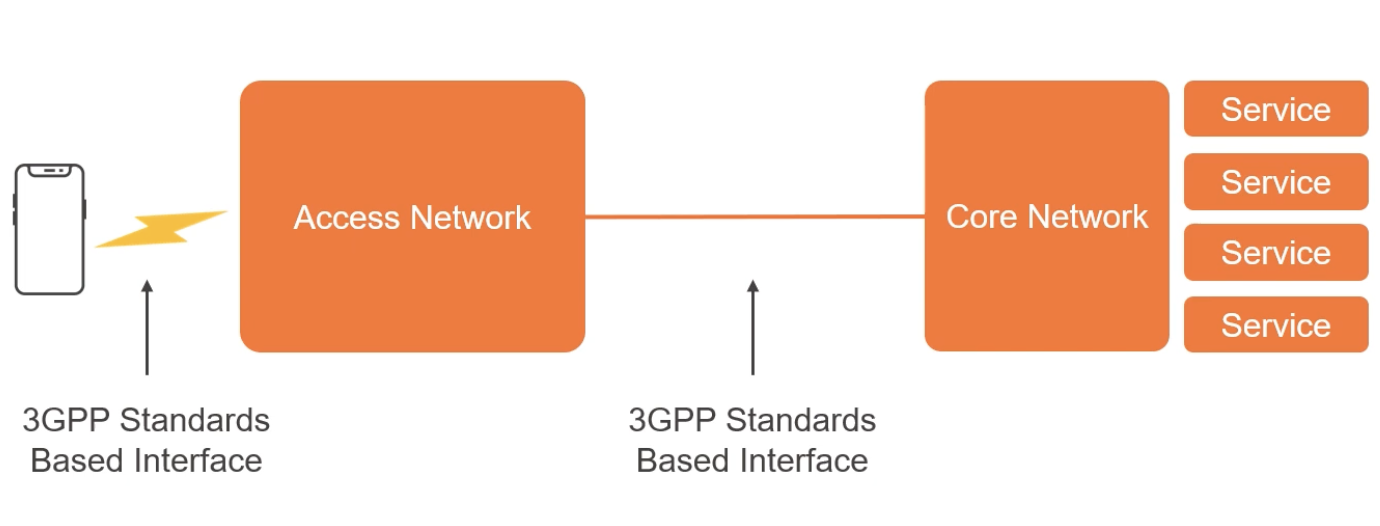 Access Network
Core Network
Service
Service
Service
Service
3GPP Standards
Based Interface
3GPP Standards
Based Interface